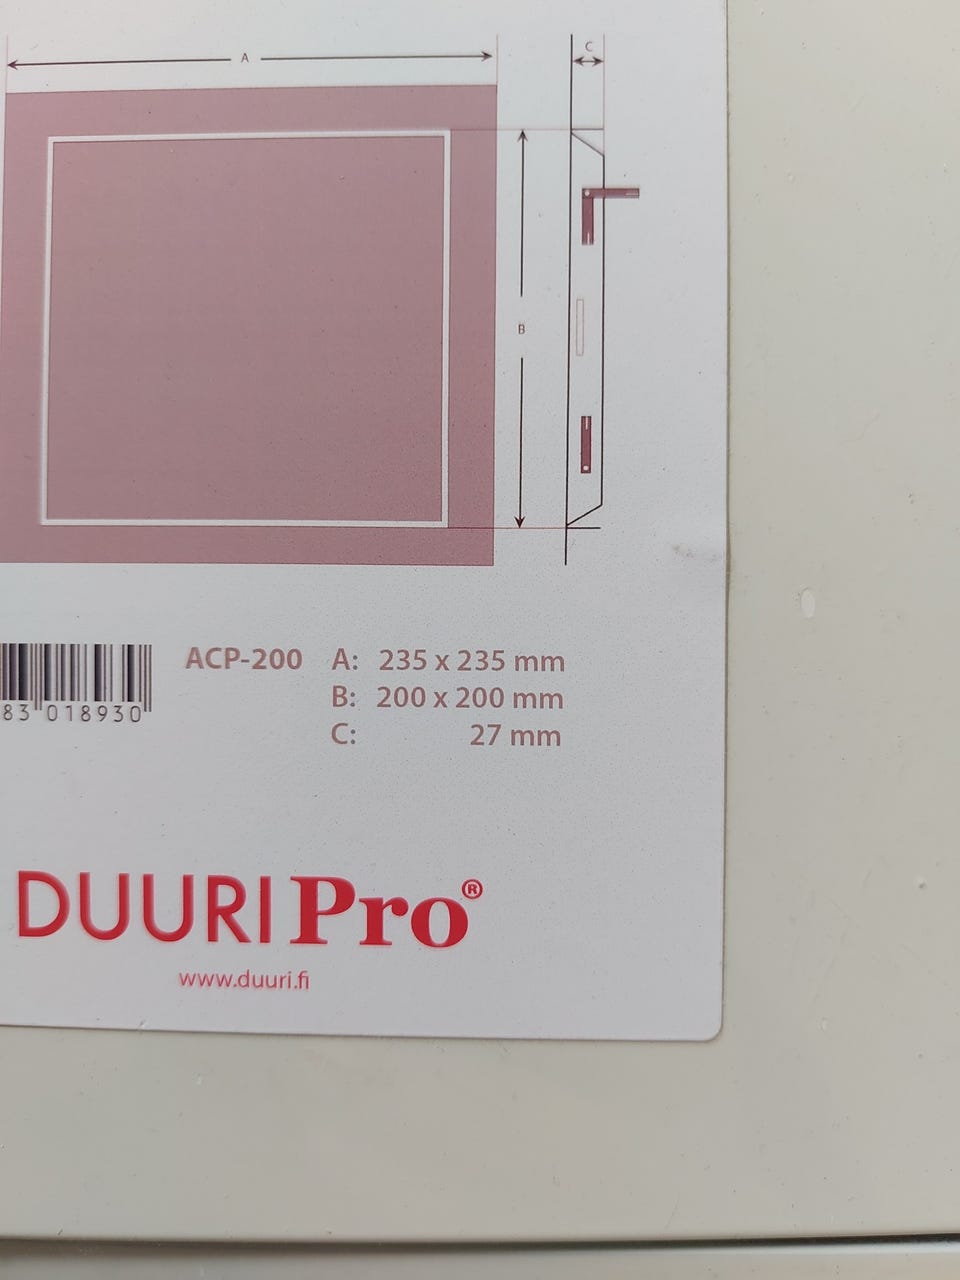 A
C
B
ACP-200 A: 235 x 235 mm
B: 200 x 200 mm
C: 27 mm
83 018930
DUURI Pro®
www.duuri.fi